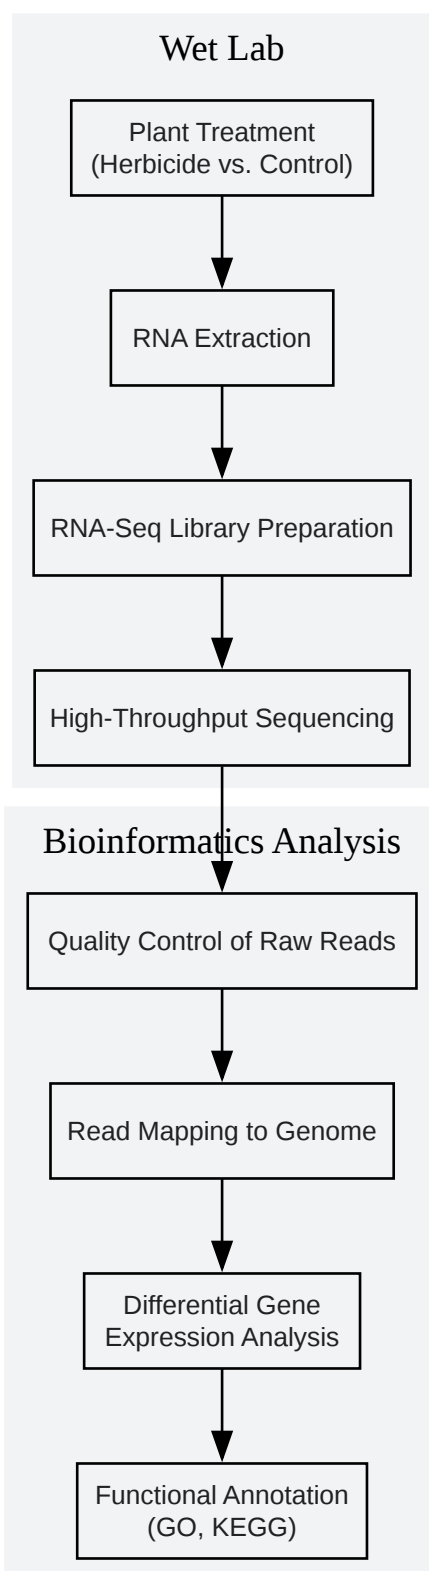 Wet Lab
Plant Treatment
(Herbicide vs. Control)
RNA Extraction
RNA-Seq Library Preparation
High-Throughput Sequencing
Bioinformatics Analysis
Quality Control of Raw Reads
Read Mapping to Genome
Differential Gene
Expression Analysis
Functional Annotation
(GO, KEGG)